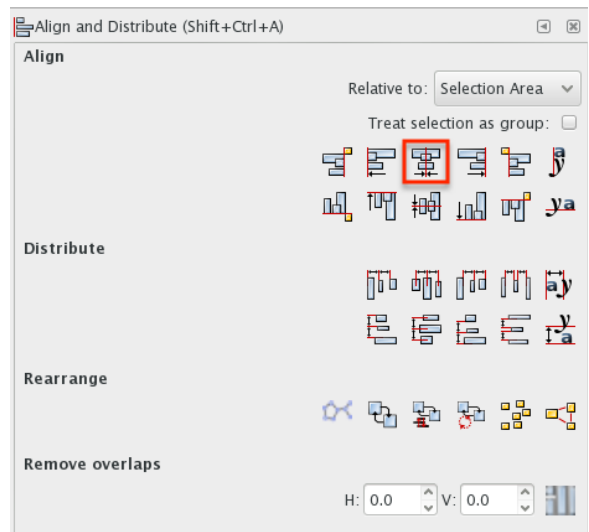 Align and Distribute (Shift+Ctrl+A)
Align
Relative to: Selection Area
Treat selection as group:
a y
ya
Distribute
a y
y a
Rearrange
Remove overlaps
H: 0.0 V: 0.0